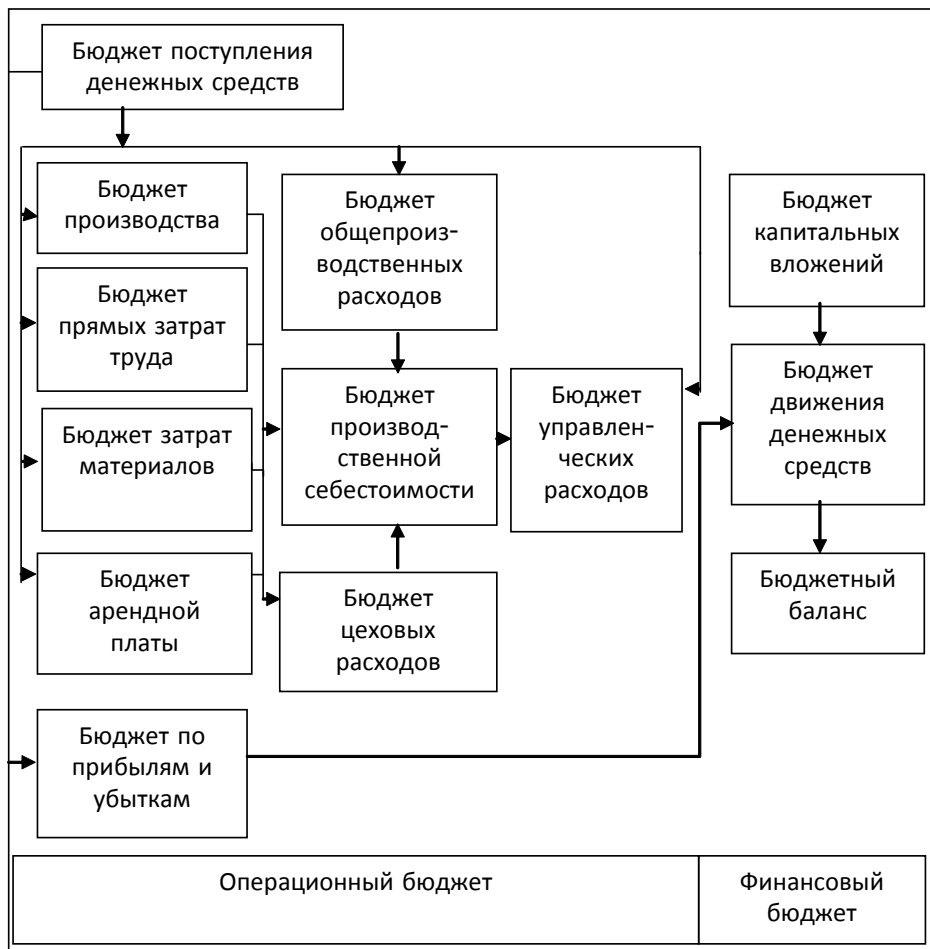 Бюджет поступления
денежных средств
Бюджет
производства
Бюджет
общепроиз-
водственных
расходов
Бюджет
капитальных
вложений
Бюджет
прямых затрат
труда
Бюджет затрат
материалов
Бюджет
производ-
ственной
себестоимости
Бюджет
управлен-
ческих
расходов
Бюджет
движения
денежных
средств
Бюджет
арендной
платы
Бюджет
цеховых
расходов
Бюджетный
баланс
Бюджет по
прибылям и
убыткам
Операционный бюджет
Финансовый
бюджет